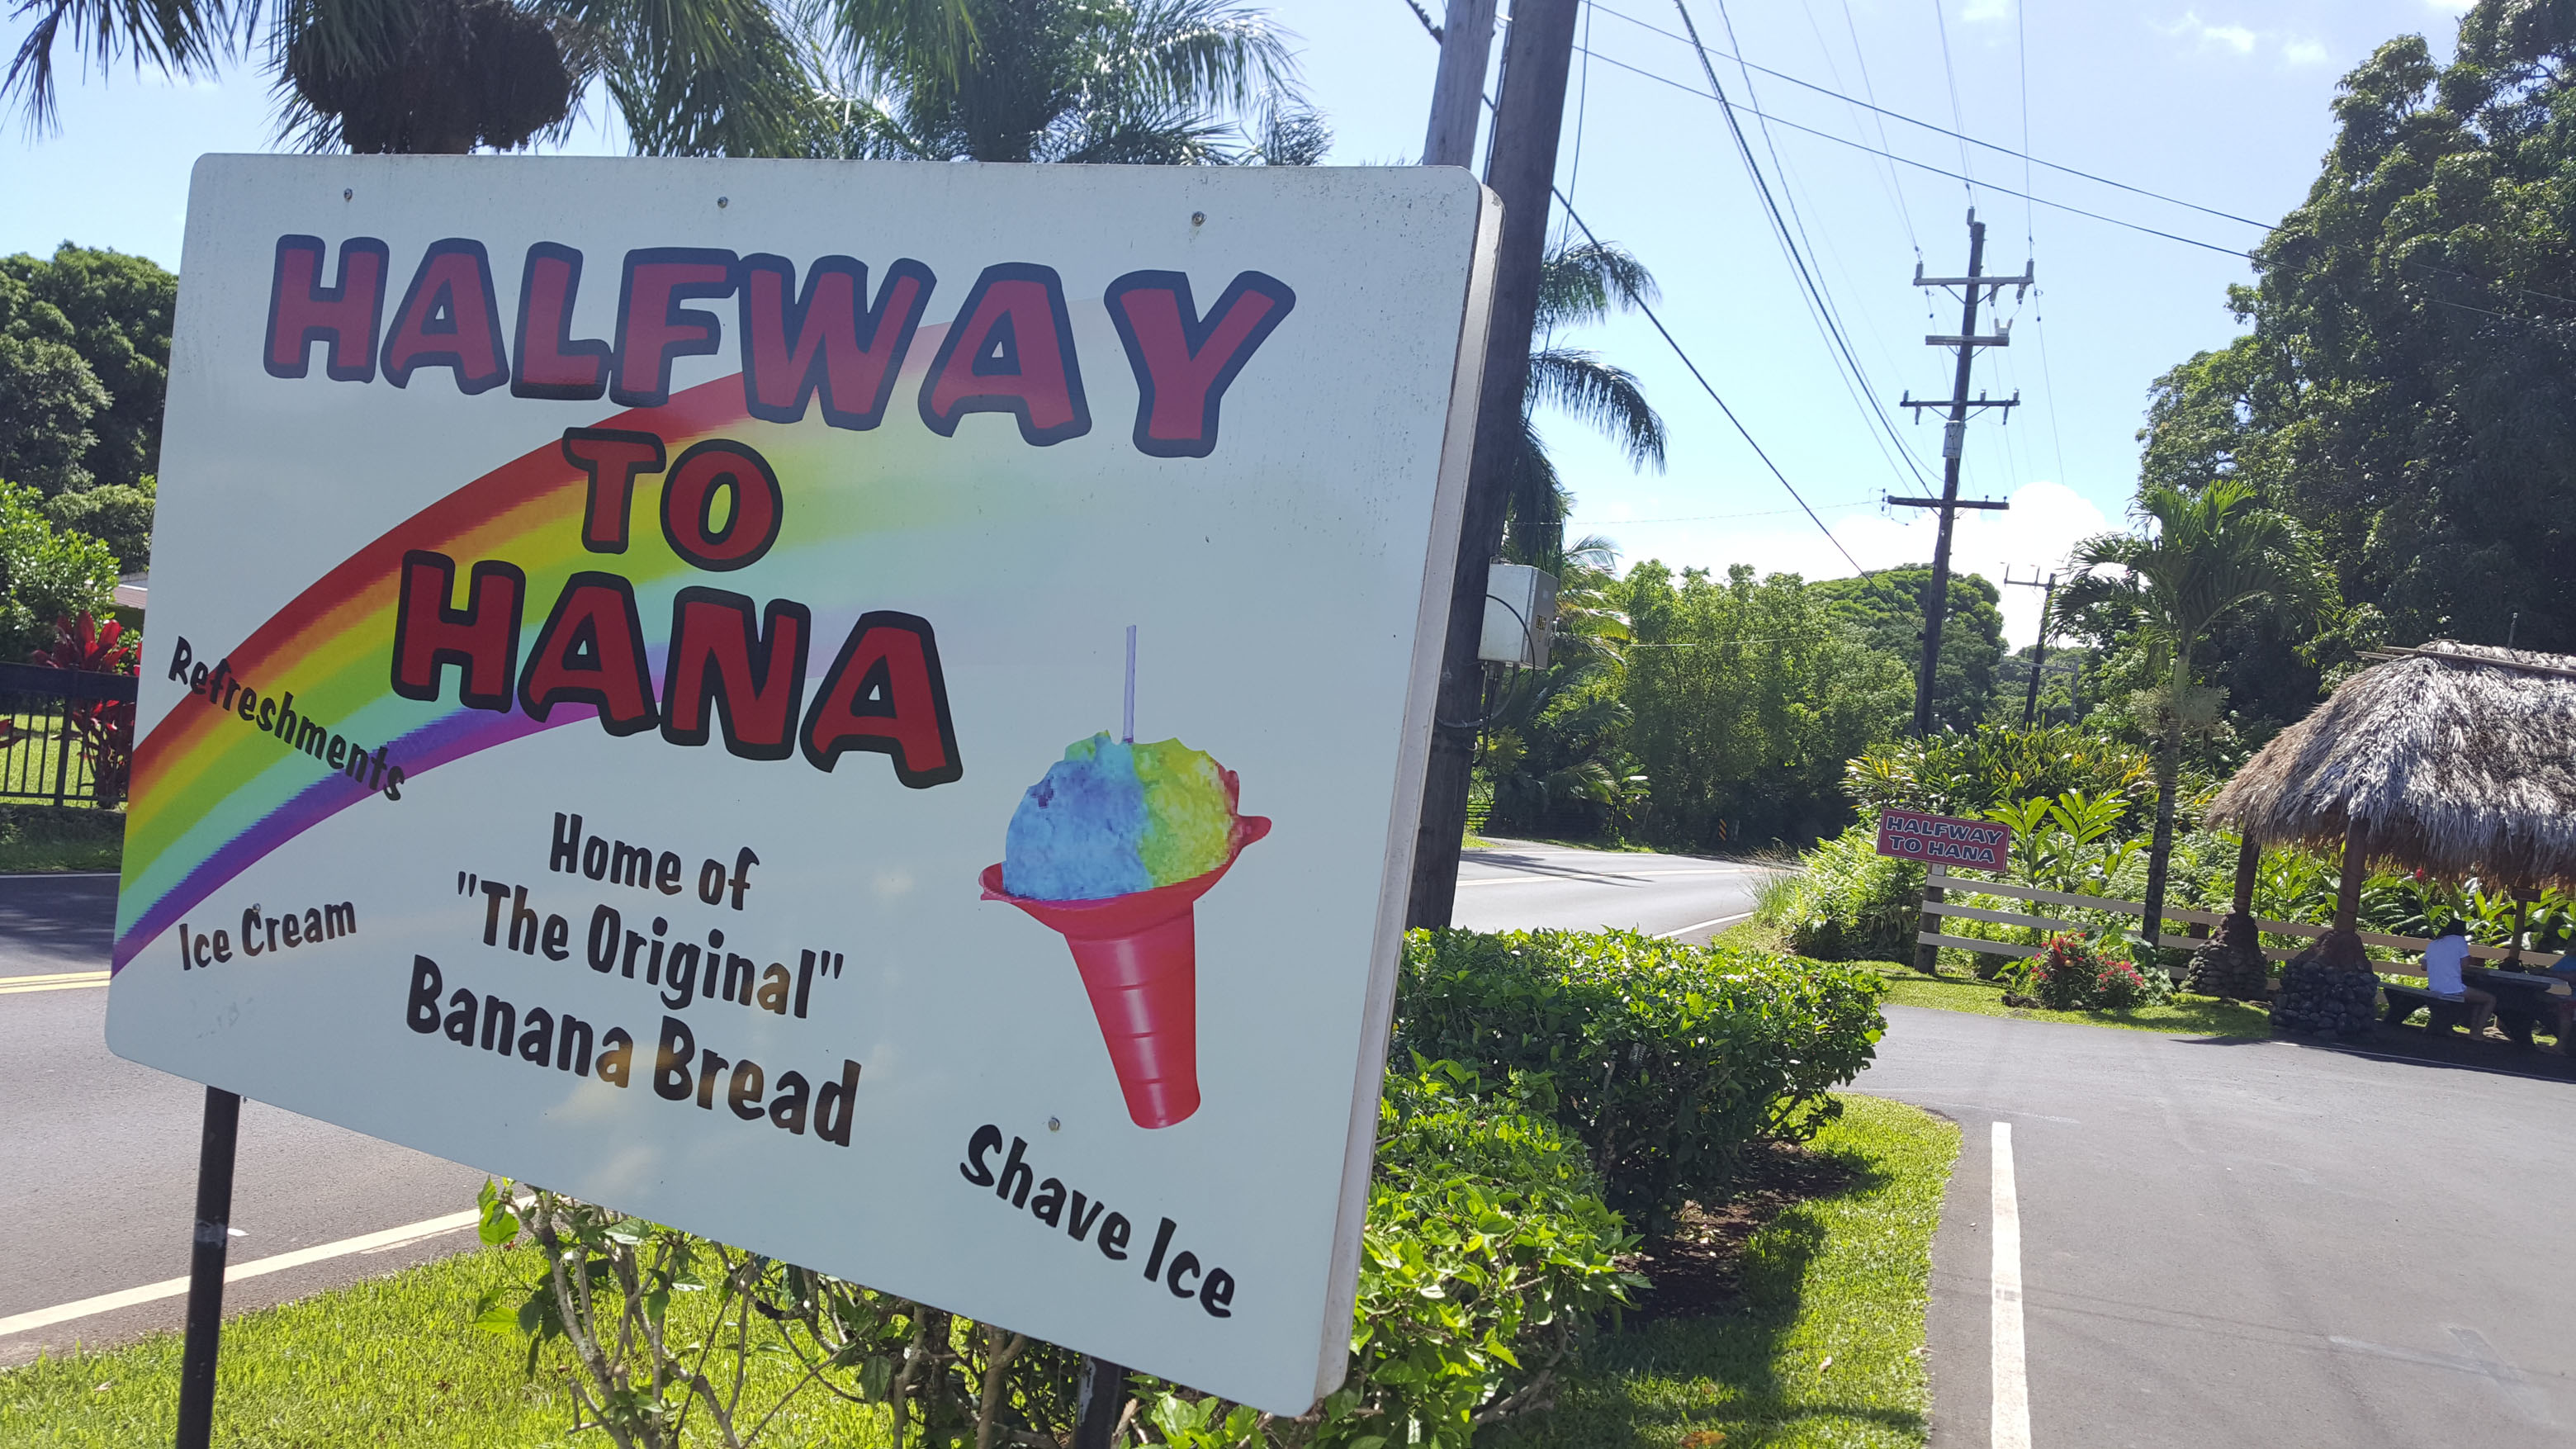 HALFWAY
TO
HANA
Refreshments
Ice Cream
Home of
"The Original"
Banana Bread
Shave Ice
HALFWAY
TO HANA